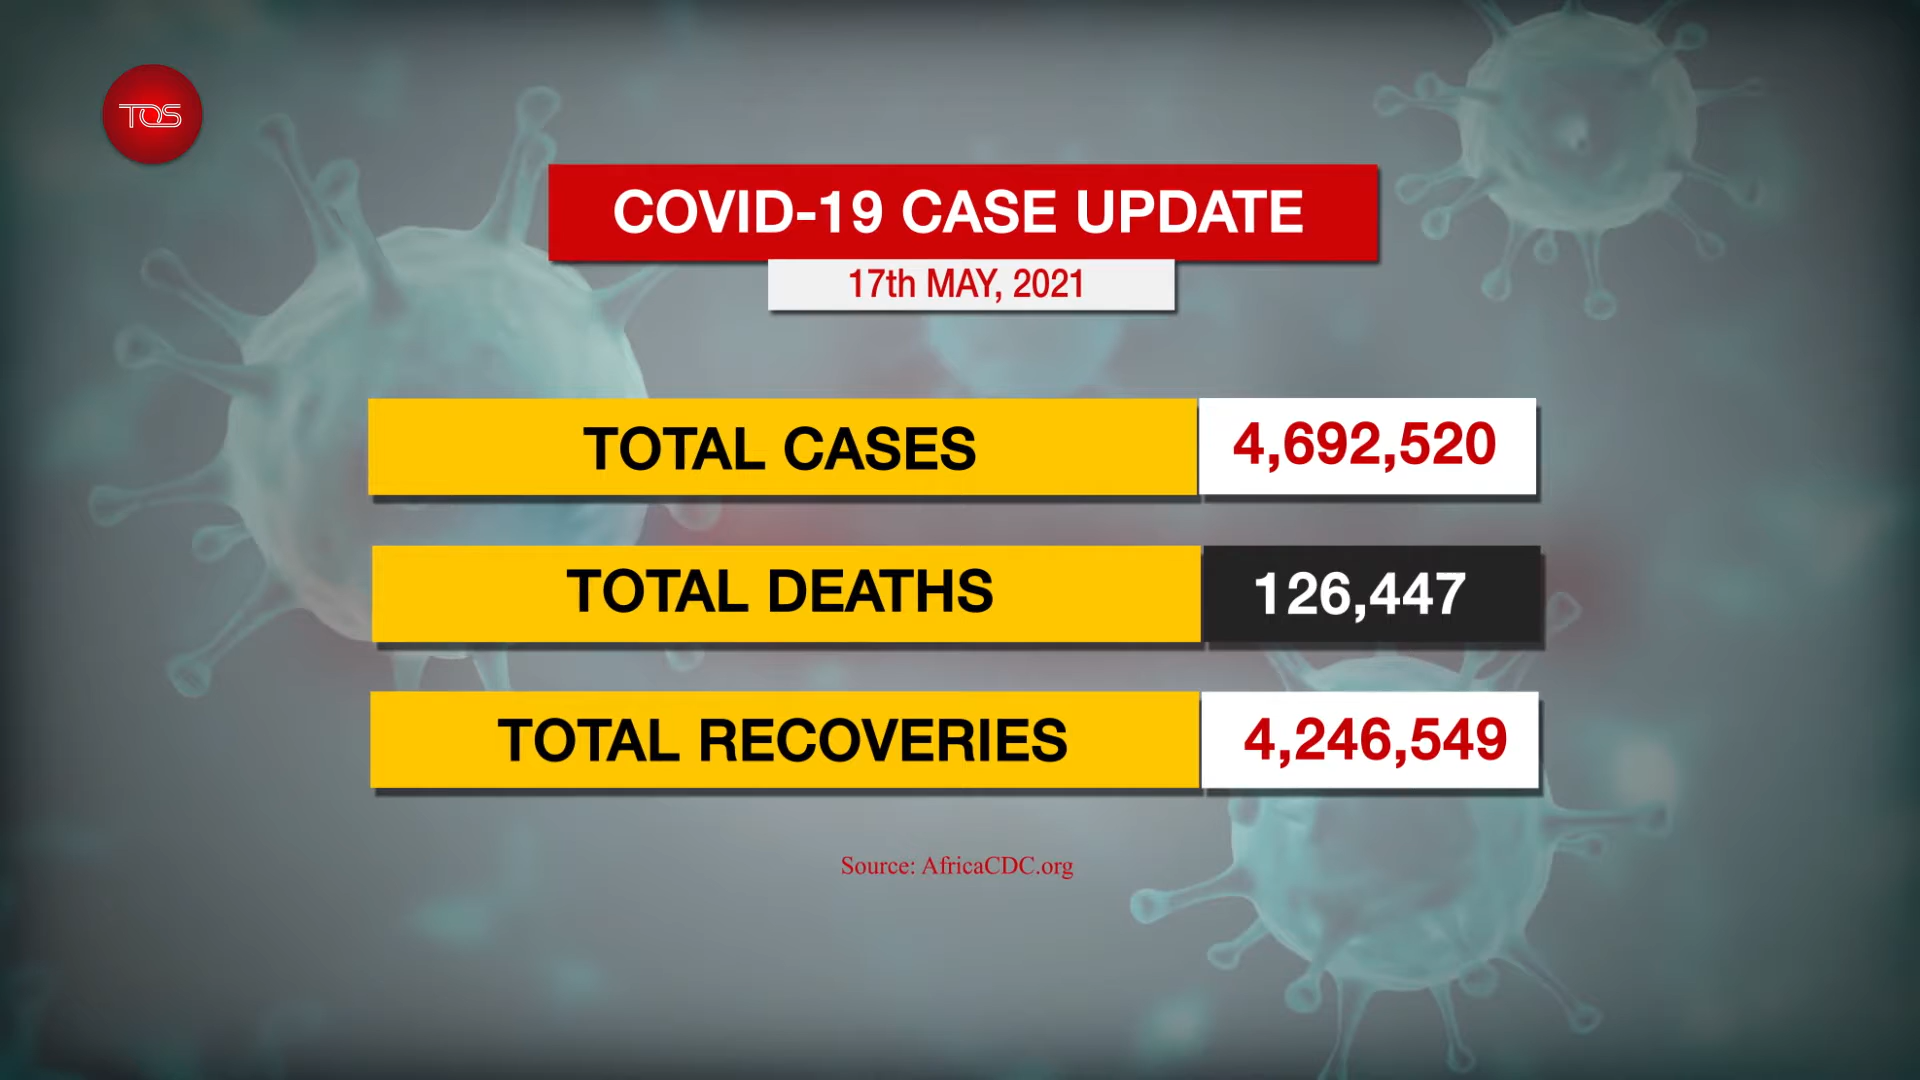 TOS
COVID-19 CASE UPDATE
17th MAY, 2021
TOTAL CASES 4,692,520
TOTAL DEATHS 126,447
TOTAL RECOVERIES 4,246,549
Source: AfricaCDC.org